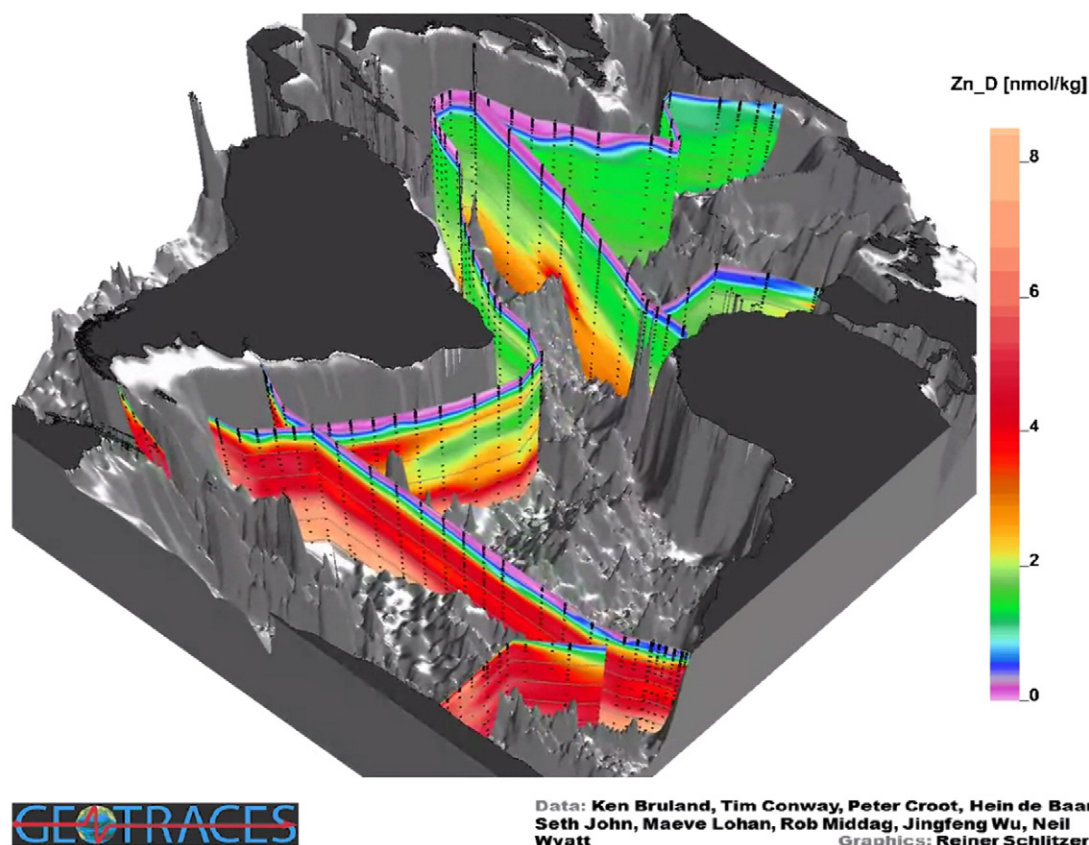 Zn_D [nmol/kg]
8
6
4
2
0
GEOTRACES
Data: Ken Bruland, Tim Conway, Peter Croot, Hein de Baar
Seth John, Maeve Lohan, Rob Middag, Jingfeng Wu, Neil
Wyatt Graphics: Reiner Schlitzer